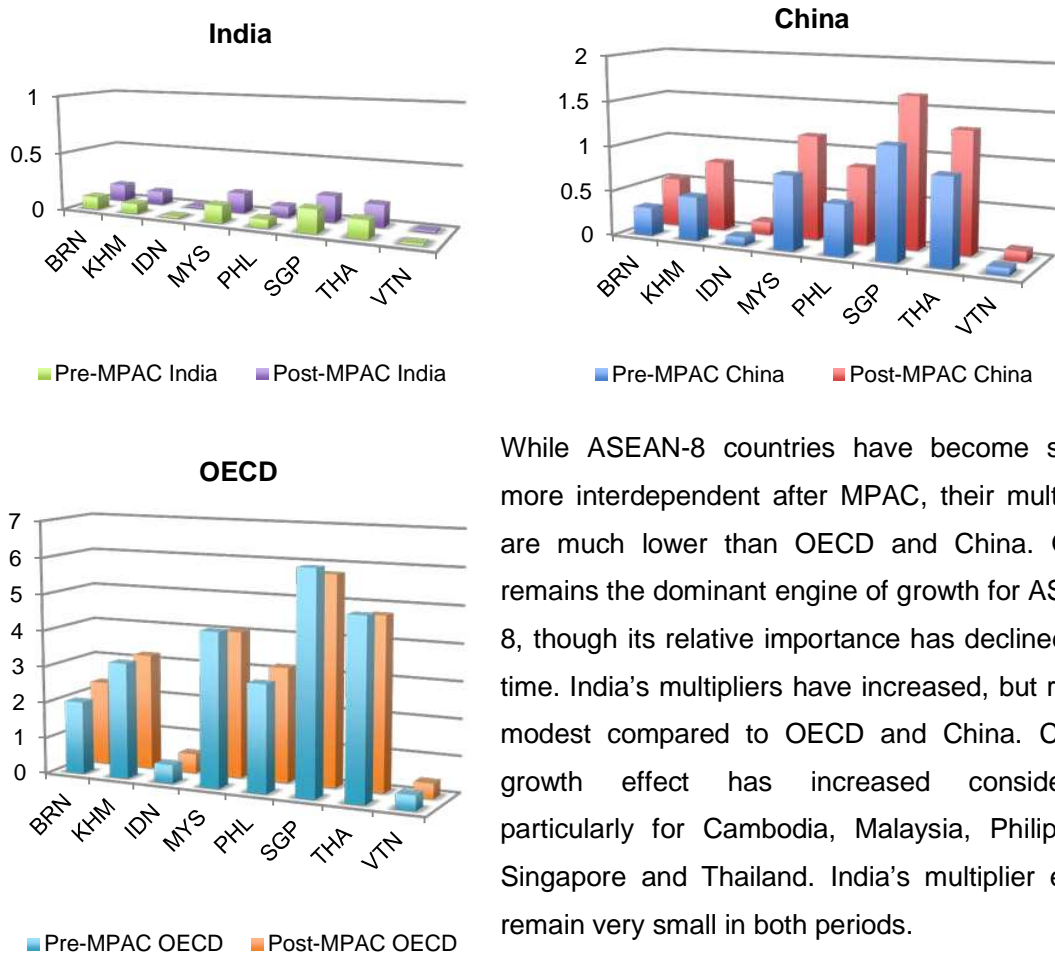 India
1
0.5
0
BRN KHM IDN MYS PHL SGP THA VTN
Pre-MPAC India Post-MPAC India
China
2
1.5
1
0.5
0
BRN KHM IDN MYS PHL SGP THA VTN
Pre-MPAC China Post-MPAC China
OECD
7
6
5
4
3
2
1
0
BRN KHM IDN MYS PHL SGP THA VTN
Pre-MPAC OECD Post-MPAC OECD
While ASEAN-8 countries have become s
more interdependent after MPAC, their mult
are much lower than OECD and China.
remains the dominant engine of growth for AS
8, though its relative importance has declined
time. India's multipliers have increased, but r
modest compared to OECD and China. C
growth effect has increased conside
particularly for Cambodia, Malaysia, Philip
Singapore and Thailand. India's multiplier e
remain very small in both periods.